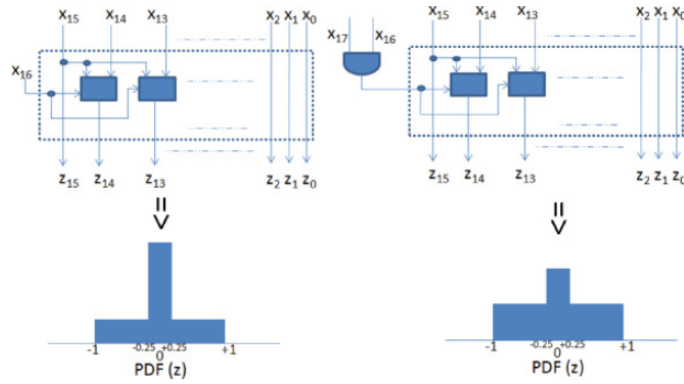 x15 x14 x13 x2 x1 x0
x16
z15 z14 z13 z2 z1 z0
-1 -0.25 0 +0.25 +1
PDF (z)
x17 x16 x15 x14 x13 x2 x1 x0
z15 z14 z13 z2 z1 z0
-1 -0.25 0 +0.25 +1
PDF (z)